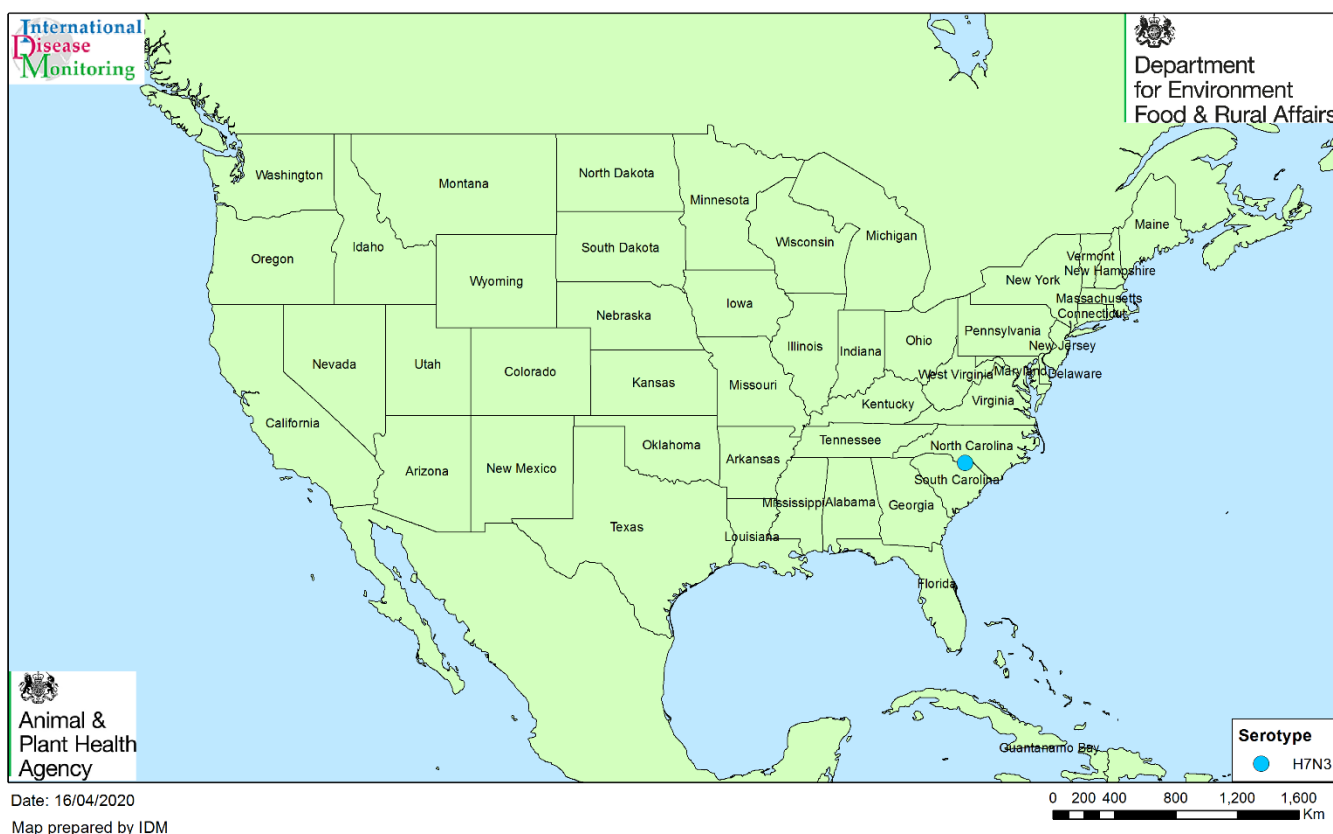 International
Disease
Monitoring
Department
for Environment
Food & Rural Affairs
Washington
Montana
North Dakota
Minnesota
Maine
Oregon
Idaho
Wyoming
South Dakota
Wisconsin
Michigan
Vermont
New Hampshire
New York
Massachusetts
Connecticut
Nebraska
Iowa
Pennsylvania
New Jersey
Nevada
Utah
Colorado
Kansas
Missouri
Illinois
Indiana
Ohio
West Virginia
Maryland
Delaware
Virginia
Kentucky
California
Arizona
New Mexico
Oklahoma
Arkansas
Tennessee
North Carolina
South Carolina
Texas
Louisiana
Mississippi
Alabama
Georgia
Florida
Guantanamo Bay
Animal &
Plant Health
Agency
Serotype
H7N3
Date: 16/04/2020
Map prepared by IDM
0 200 400 800 1,200 1,600
Km